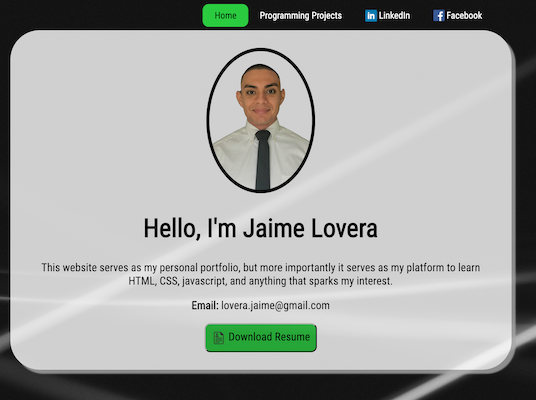 Home Programming Projects LinkedIn Facebook
Hello, I'm Jaime Lovera
This website serves as my personal portfolio, but more importantly it serves as my platform to learn
HTML, CSS, javascript, and anything that sparks my interest.
Email: lovera.jaime@gmail.com
Download Resume